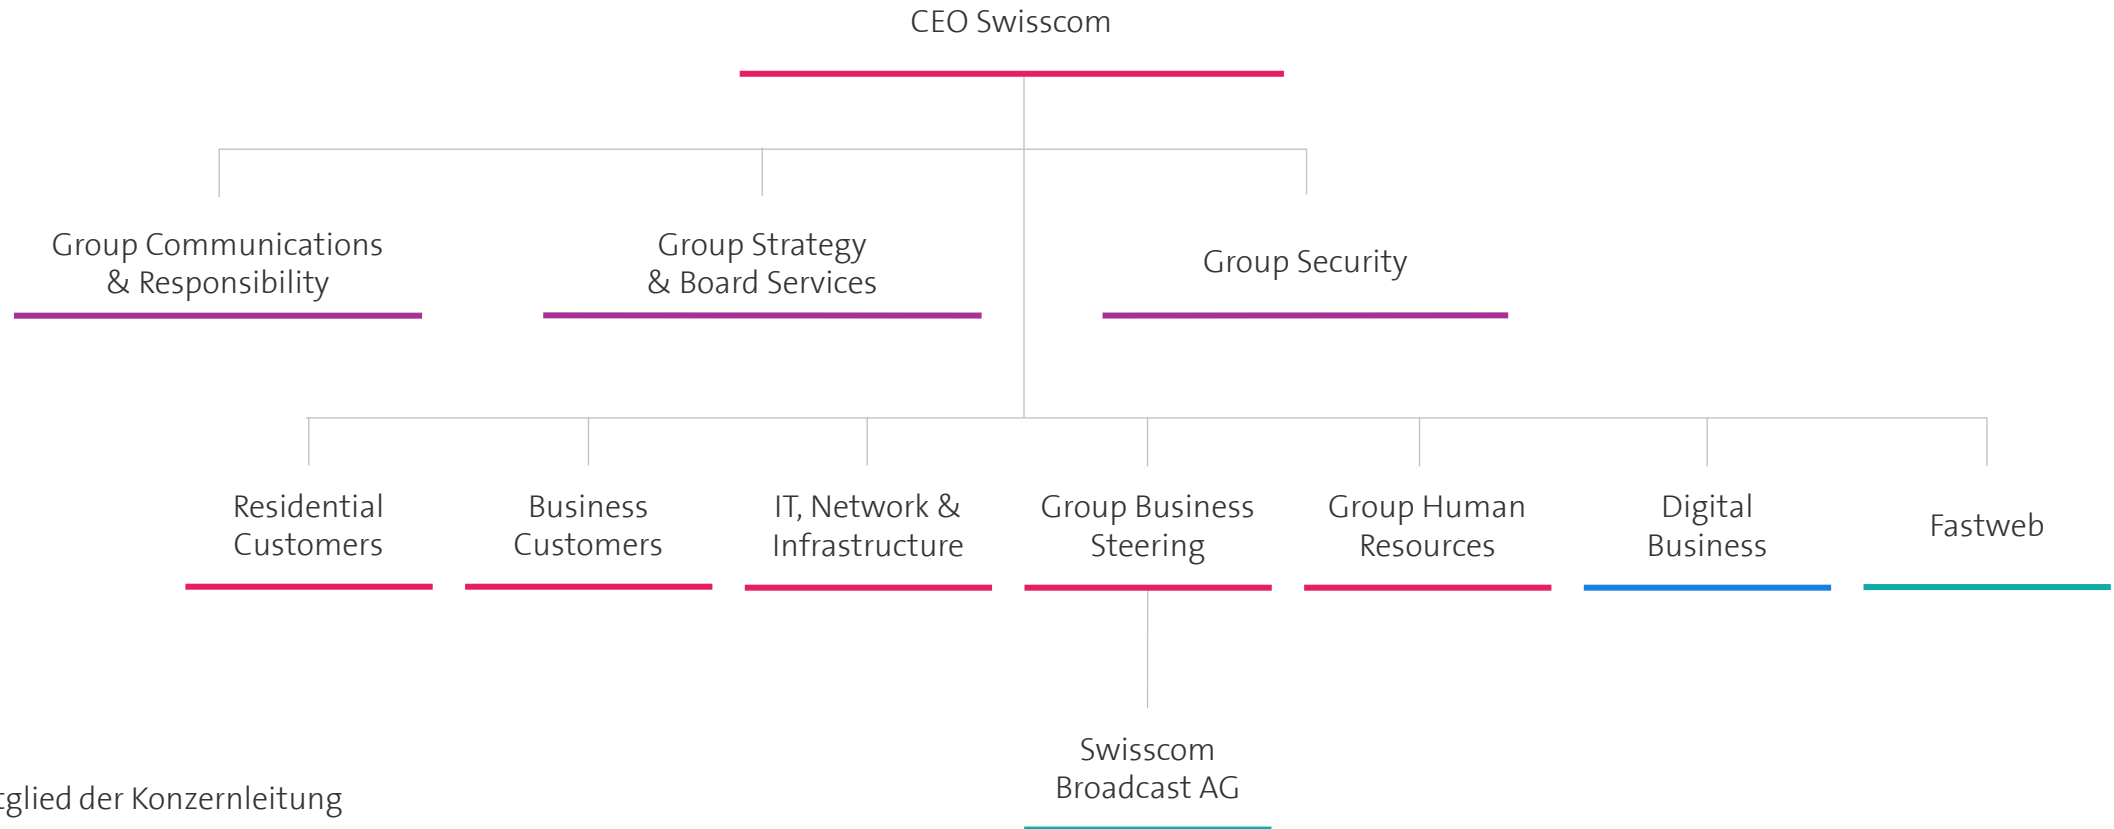 CEO Swisscom
Group Communications
& Responsibility
Group Strategy
& Board Services
Group Security
Residential
Customers
Business
Customers
IT, Network &
Infrastructure
Group Business
Steering
Group Human
Resources
Digital
Business
Fastweb
Swisscom
Broadcast AG
der Konzernleitung